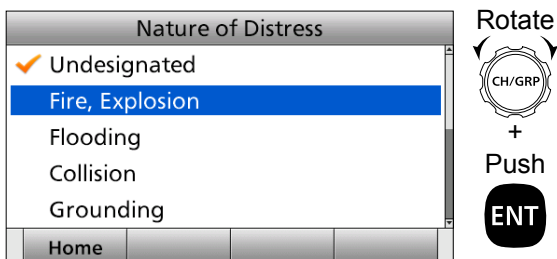 Nature of Distress
Undesignated
Fire, Explosion
Flooding
Collision
Grounding
Home
Rotate
CH/GRP
+
Push
ENT